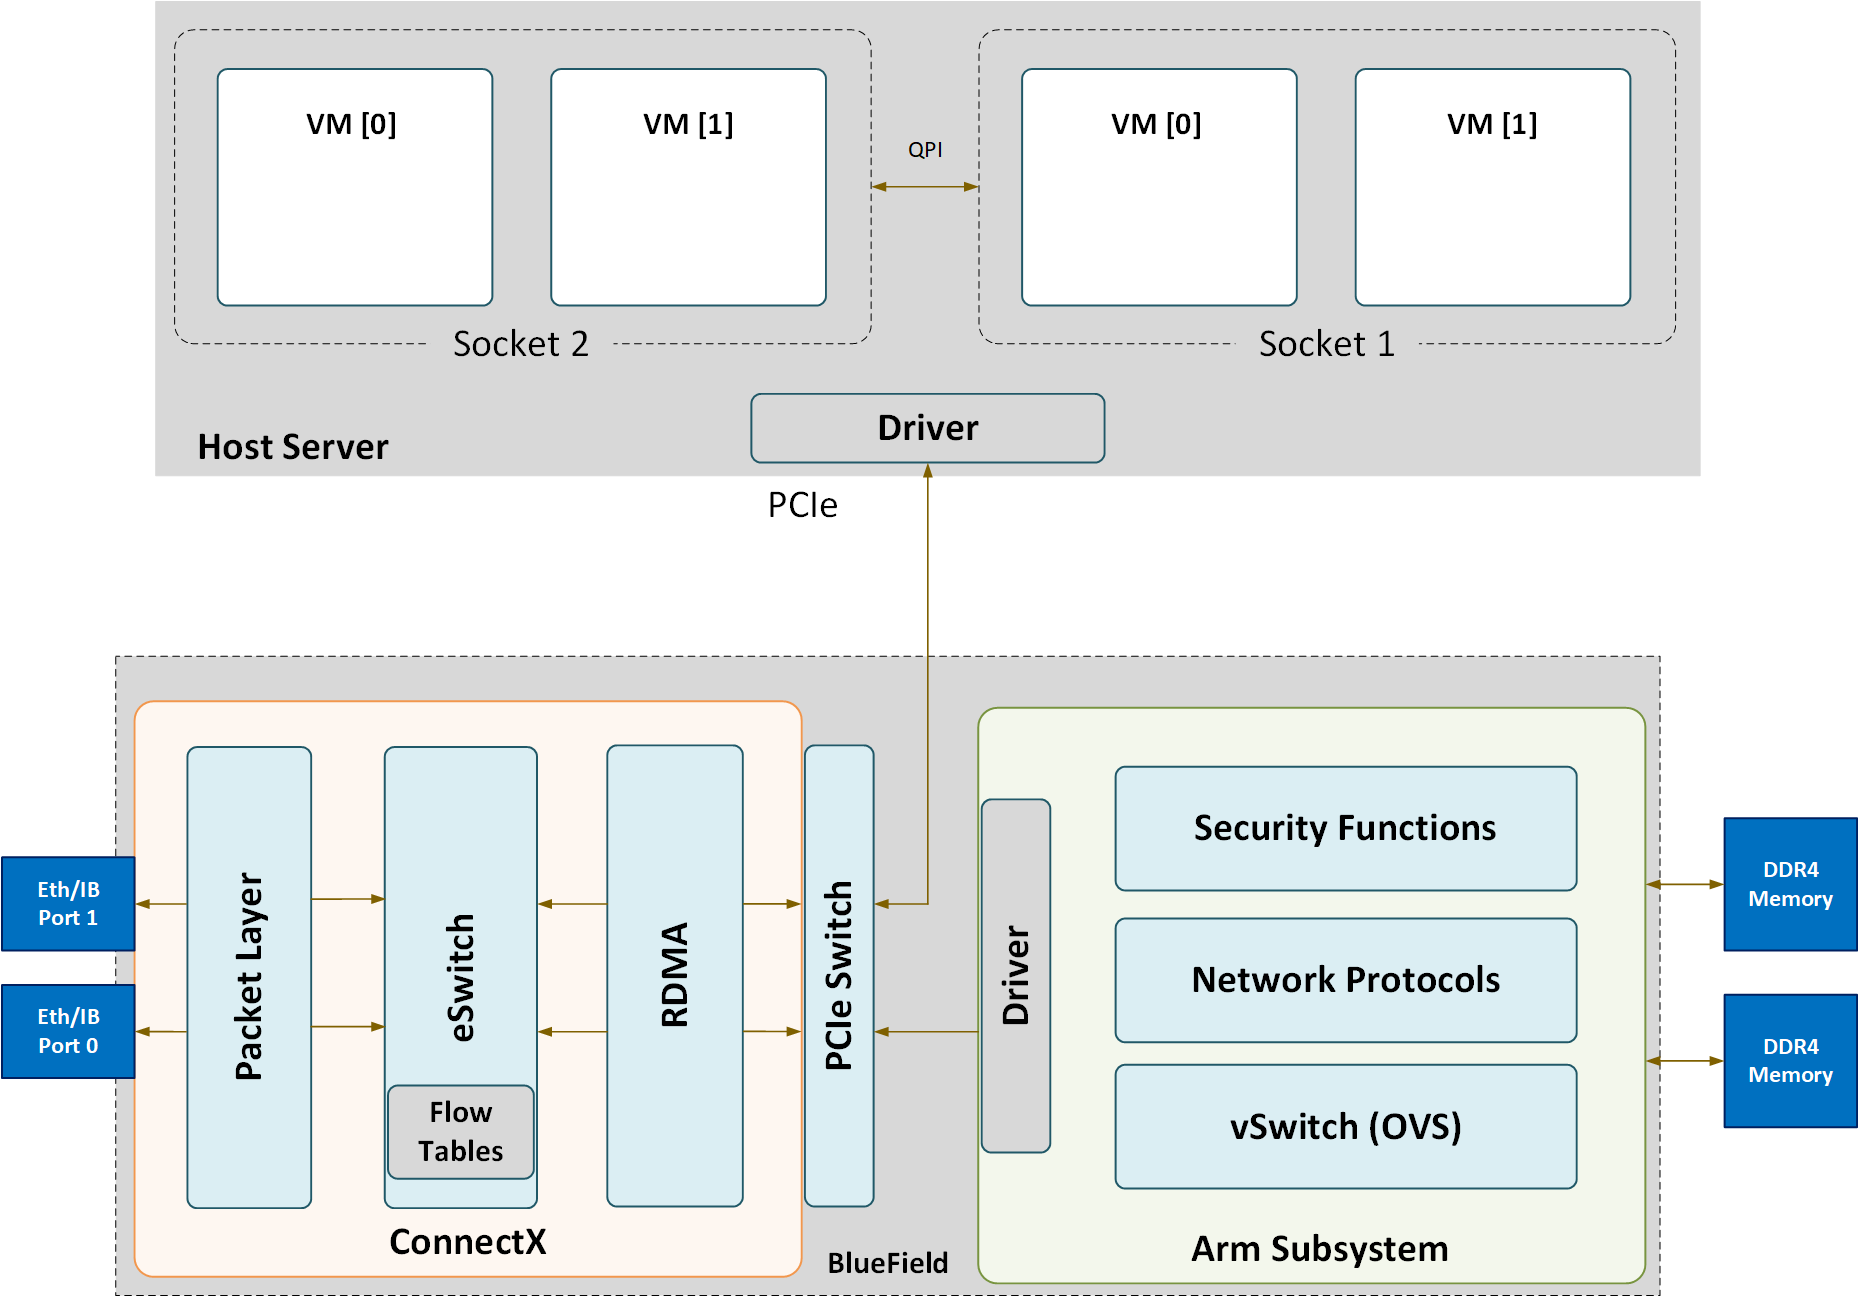 VM [0]
VM [1]
QPI
VM [0]
VM [1]
Socket 2
Socket 1
Driver
Host Server
PCIe
Eth/IB
Port 1
Eth/IB
Port 0
Packet Layer
eSwitch
Flow
Tables
RDMA
ConnectX
PCIe Switch
BlueField
Driver
Security Functions
Network Protocols
vSwitch (OVS)
Arm Subsystem
DDR4
Memory
DDR4
Memory